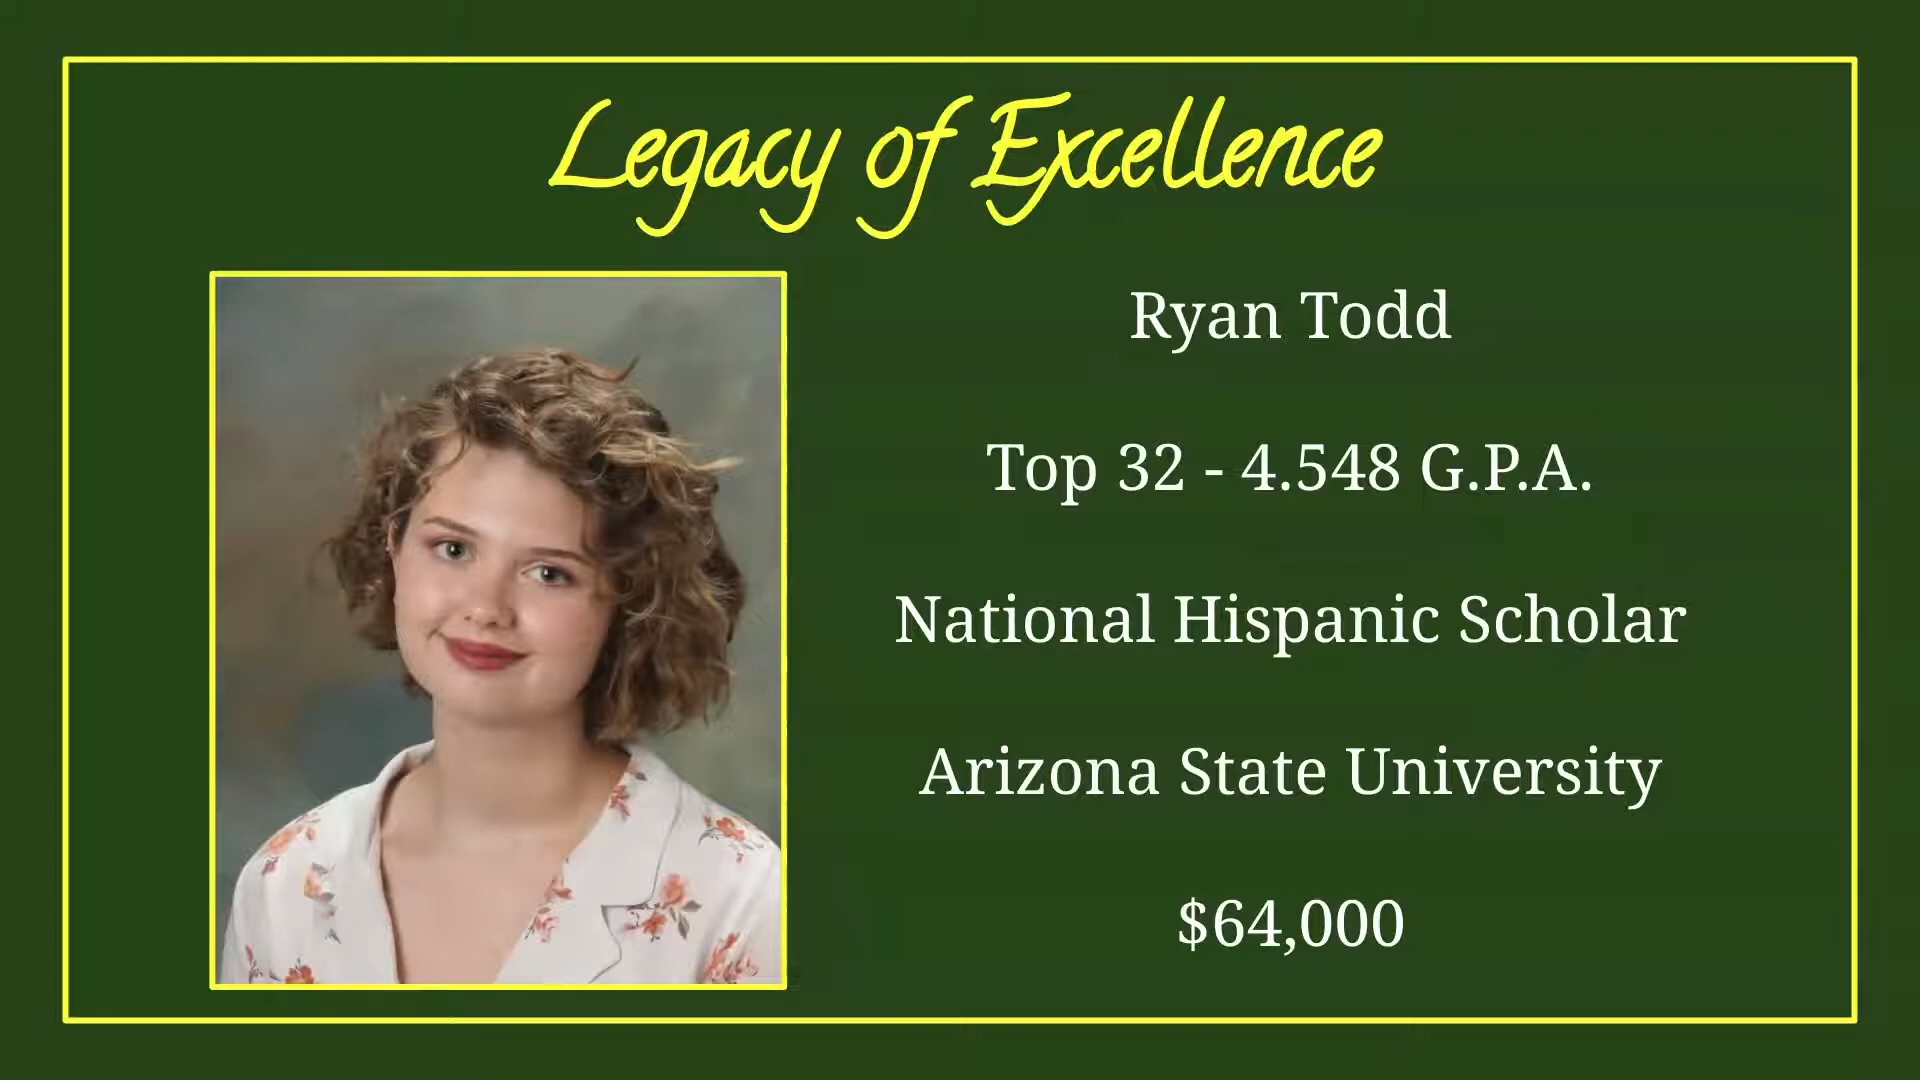 Legacy of Excellence
Ryan Todd
Top 32 - 4.548 G.P.A.
National Hispanic Scholar
Arizona State University
$64,000